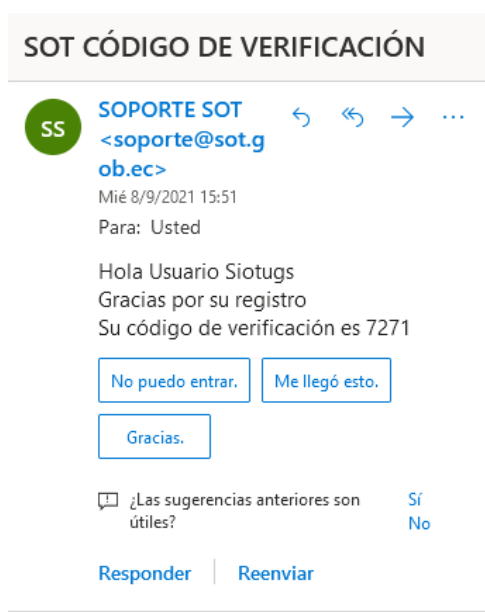 SOT CÓDIGO DE VERIFICACIÓN
SS
SOPORTE SOT
<soporte@sot.g
ob.ec>
Mié 8/9/2021 15:51
Para: Usted
Hola Usuario Siotugs
Gracias por su registro
Su código de verificación es 7271
No puedo entrar.
Me llegó esto.
Gracias.
¿Las sugerencias anteriores son
útiles?
Sí
No
Responder
Reenviar